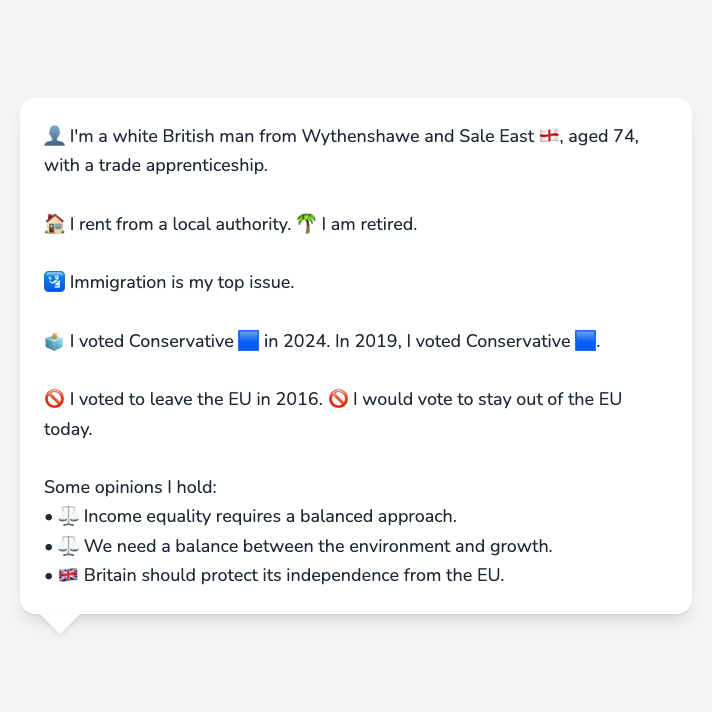 👤 I'm a white British man from Wythenshawe and Sale East 🏴󠁧󠁢󠁥󠁮󠁧󠁿, aged 74,
with a trade apprenticeship.
🏠 I rent from a local authority. 🌴 I am retired.
🛂 Immigration is my top issue.
🗳️ I voted Conservative 🟦 in 2024. In 2019, I voted Conservative 🟦.
🚫 I voted to leave the EU in 2016. 🚫 I would vote to stay out of the EU
today.
Some opinions I hold:
• ⚖️ Income equality requires a balanced approach.
• ⚖️ We need a balance between the environment and growth.
• 🇬🇧 Britain should protect its independence from the EU.